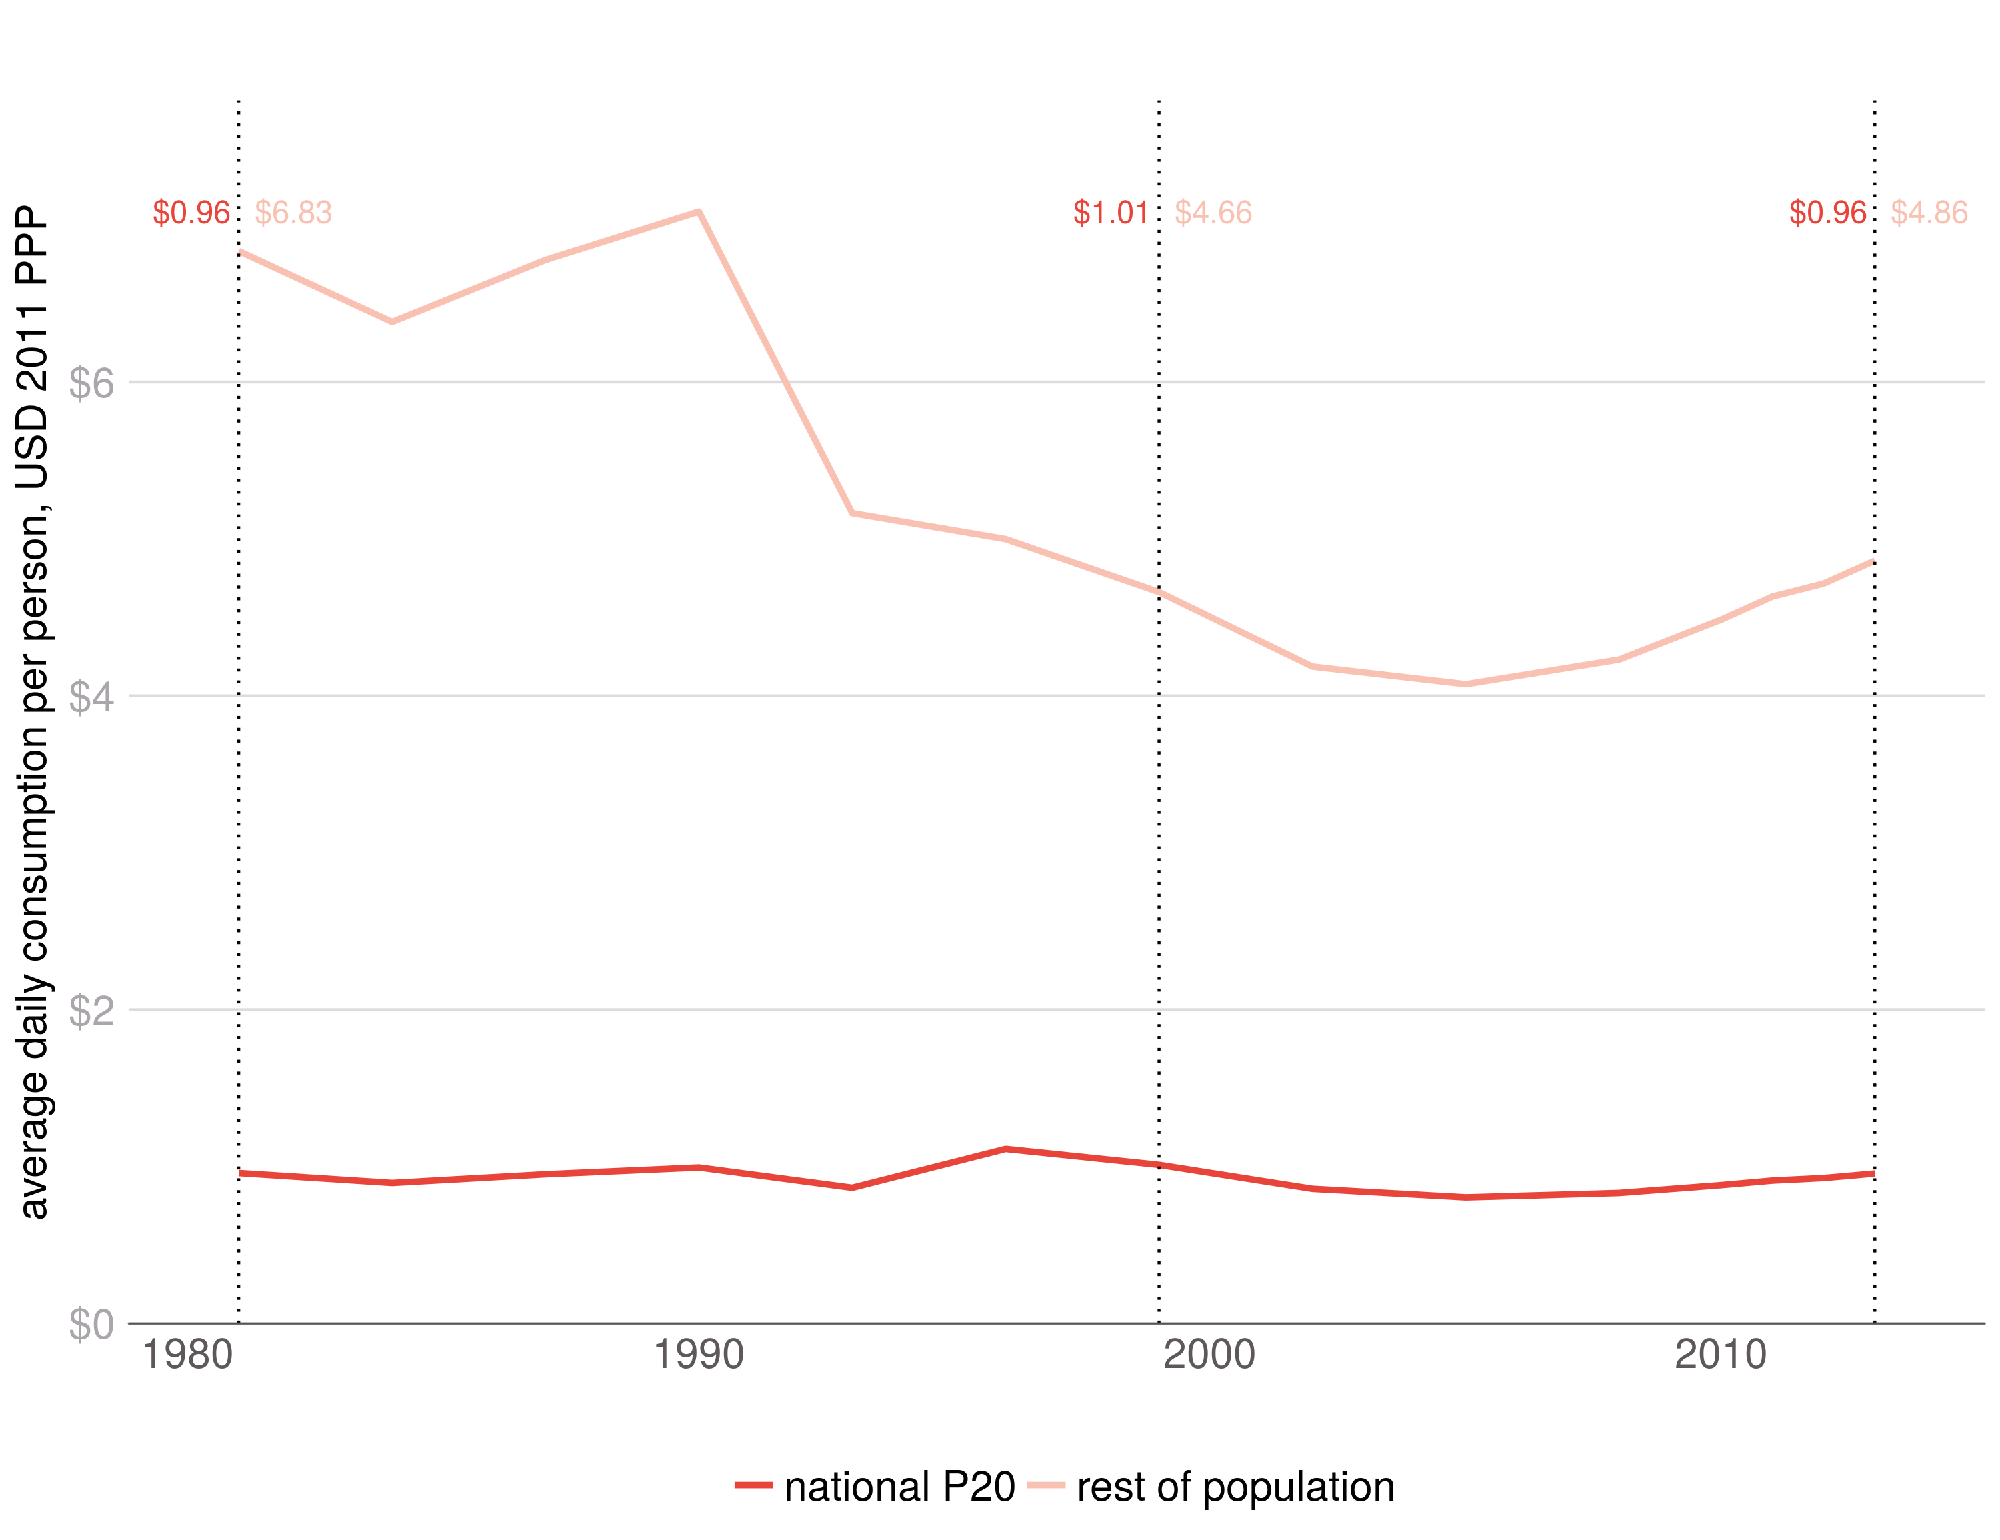 average daily consumption per person, USD 2011 PPP
$0.96 $6.83
$1.01 $4.66
$0.96 $4.86
$6
$4
$2
$0
1980 1990 2000 2010
national P20 rest of population